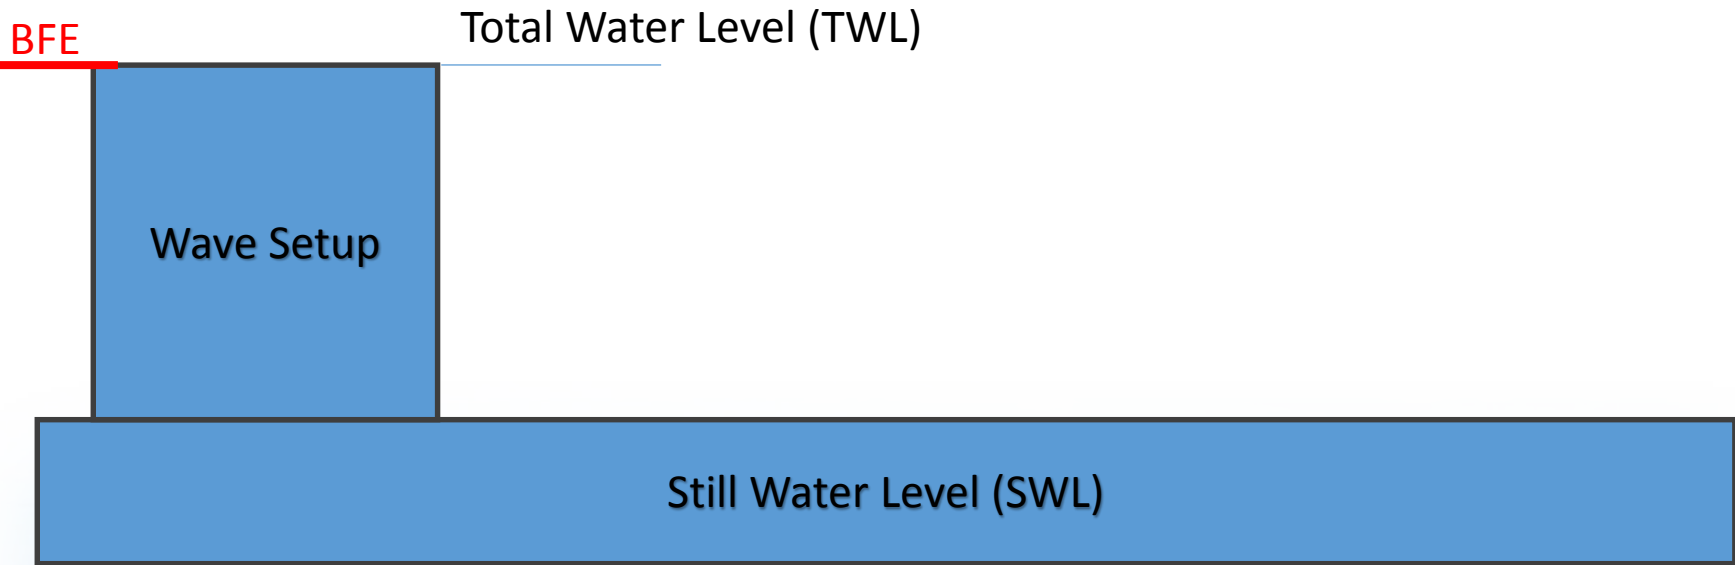 BFE
Total Water Level (TWL)
Wave Setup
Still Water Level (SWL)